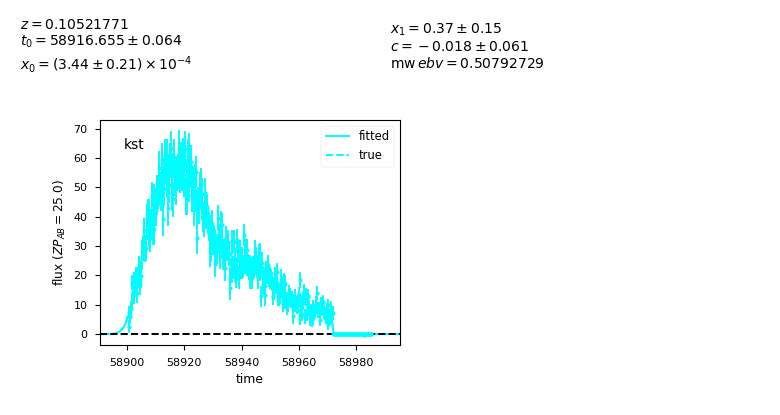 z = 0.10521771
t₀ = 58916.655 ± 0.064
x₀ = (3.44 ± 0.21) × 10⁻⁴
x₁ = 0.37 ± 0.15
c = −0.018 ± 0.061
mw ebv = 0.50792729
kst
fitted
true
70
60
50
40
30
20
10
0
flux (ZP_AB = 25.0)
58900 58920 58940 58960 58980
time